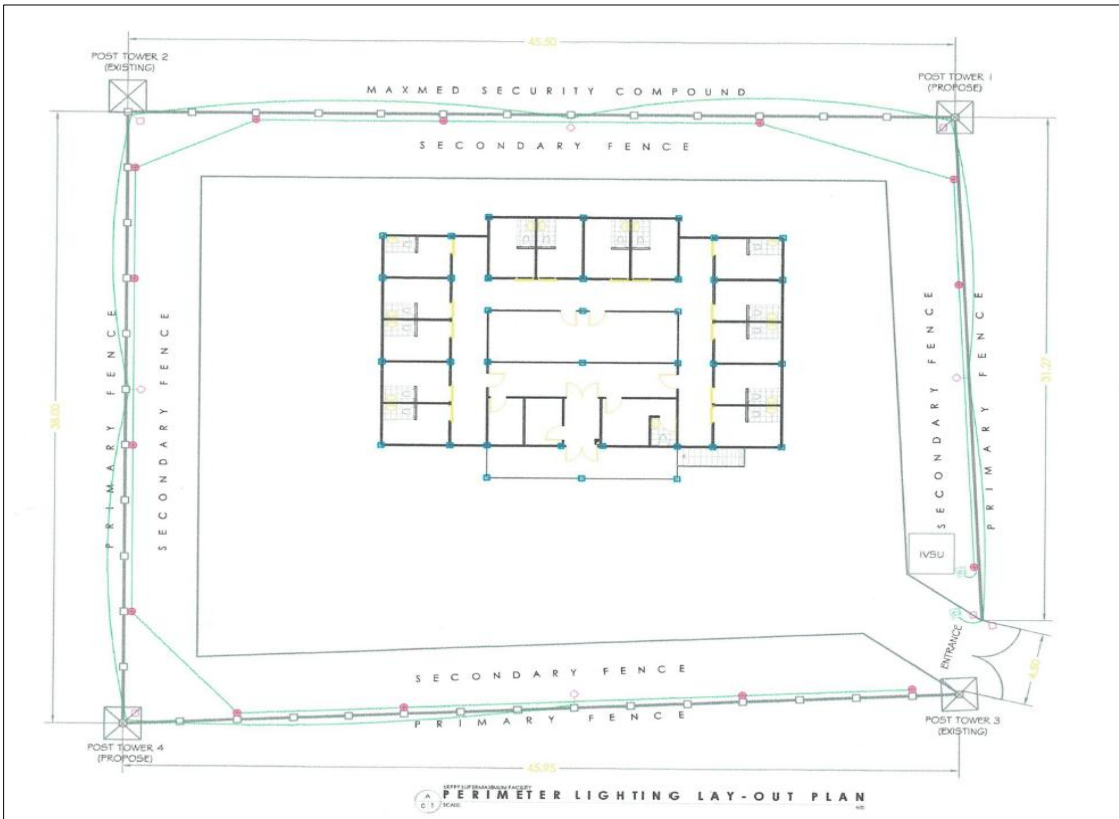 45.50
POST TOWER 2
(EXISTING)
POST TOWER 1
(PROPOSE)
MAXMED SECURITY COMPOUND
SECONDARY FENCE
38.00
PRIMARY FENCE
SECONDARY FENCE
SECONDARY FENCE
PRIMARY FENCE
31.27
IVSU
ENTRANCE
4.50
SECONDARY FENCE
PRIMARY FENCE
POST TOWER 3
(EXISTING)
POST TOWER 4
(PROPOSE)
45.95
PERIMETER LIGHTING LAY-OUT PLAN
SCALE